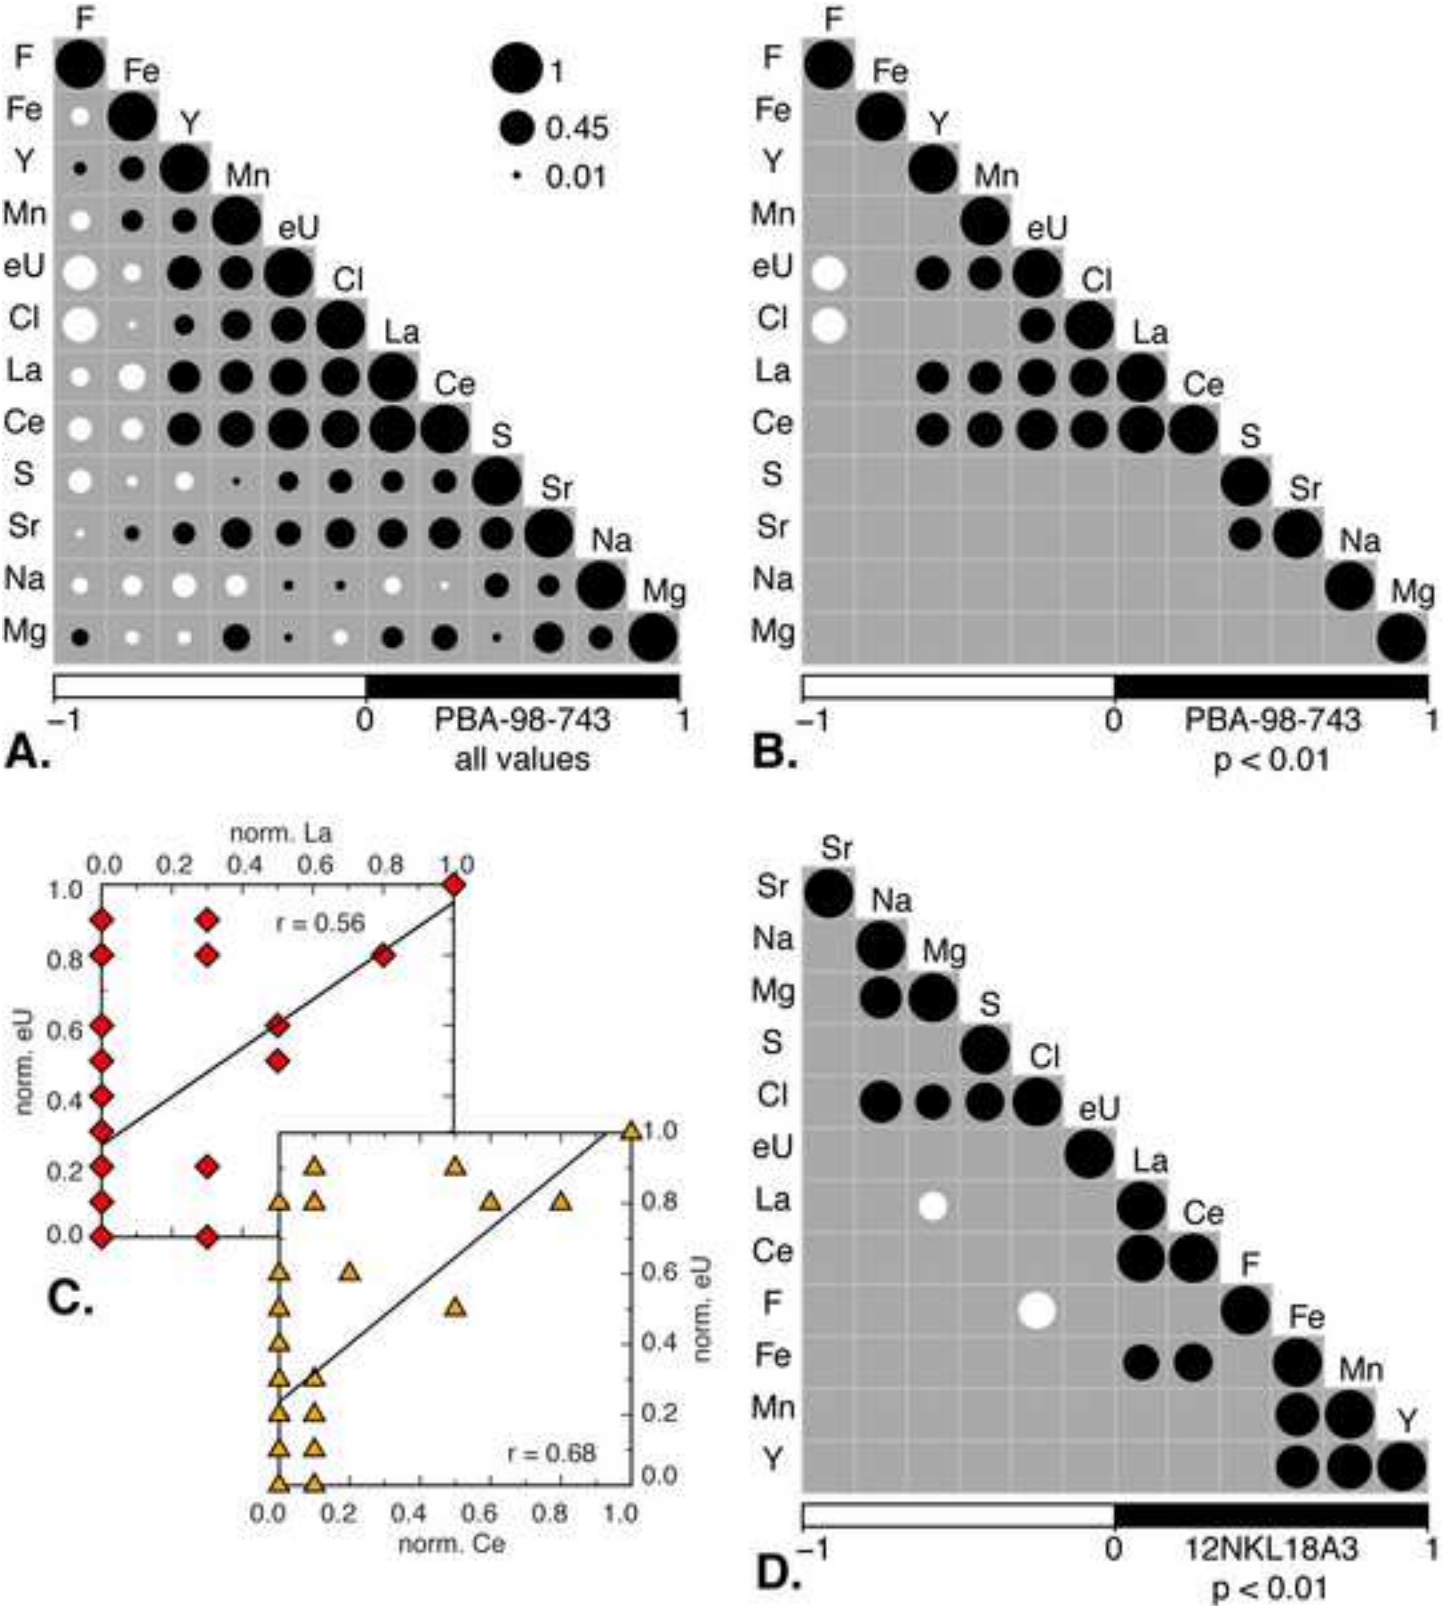 F
F
Fe
Fe
Y
Y
Mn
Mn
eU
eU
Cl
Cl
La
La
Ce
Ce
S
S
Sr
Sr
Na
Na
Mg
Mg
1
0.45
0.01
−1 0 PBA-98-743 1
all values
A.
F
F
Fe
Fe
Y
Y
Mn
Mn
eU
eU
Cl
Cl
La
La
Ce
Ce
S
S
Sr
Sr
Na
Na
Mg
Mg
−1 0 PBA-98-743 1
p < 0.01
B.
norm. La
0.0 0.2 0.4 0.6 0.8 1.0
1.0
r = 0.56
0.8
0.6
norm. eU
0.4
0.2
0.0
C.
1.0
0.8
0.6
norm. eU
0.4
0.2
r = 0.68
0.0
0.0 0.2 0.4 0.6 0.8 1.0
norm. Ce
Sr
Sr
Na
Na
Mg
Mg
S
S
Cl
Cl
eU
eU
La
La
Ce
Ce
F
F
Fe
Fe
Mn
Mn
Y
Y
−1 0 12NKL18A3 1
p < 0.01
D.